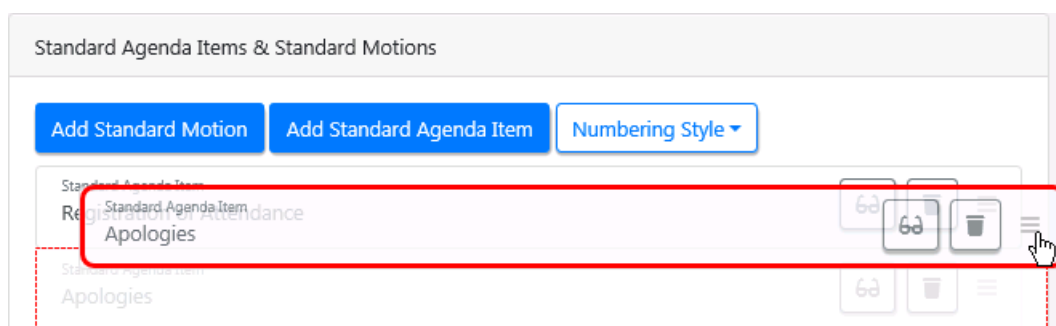 Standard Agenda Items & Standard Motions
Add Standard Motion
Add Standard Agenda Item
Numbering Style
Standard Agenda Item
Registration of Attendance
Standard Agenda Item
Apologies
Standard Agenda Item
Apologies